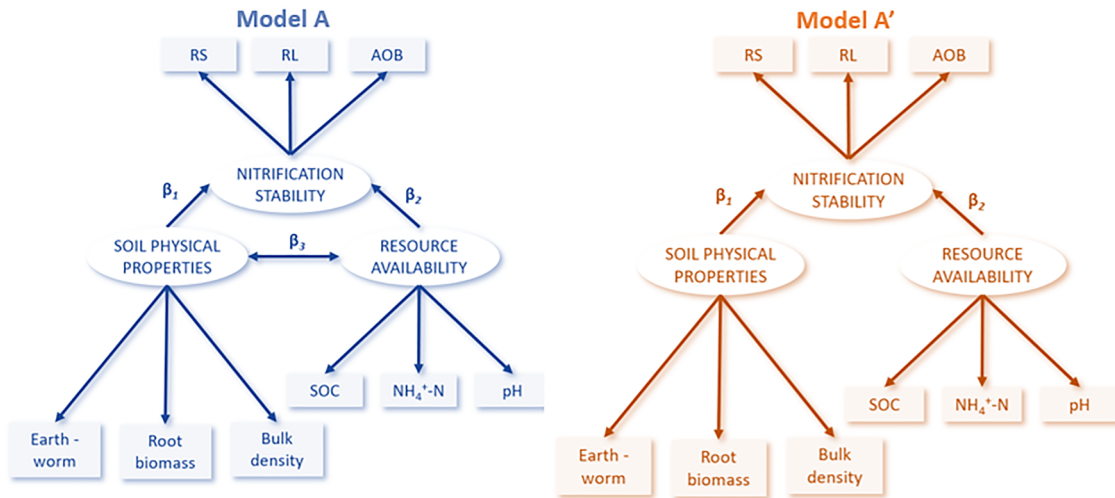 Model A
RS
RL
AOB
NITRIFICATION
STABILITY
β₁
β₂
SOIL PHYSICAL
PROPERTIES
β₃
RESOURCE
AVAILABILITY
SOC
NH₄⁺-N
pH
Earth -
worm
Root
biomass
Bulk
density
Model A’
RS
RL
AOB
NITRIFICATION
STABILITY
β₁
β₂
SOIL PHYSICAL
PROPERTIES
RESOURCE
AVAILABILITY
SOC
NH₄⁺-N
pH
Earth -
worm
Root
biomass
Bulk
density